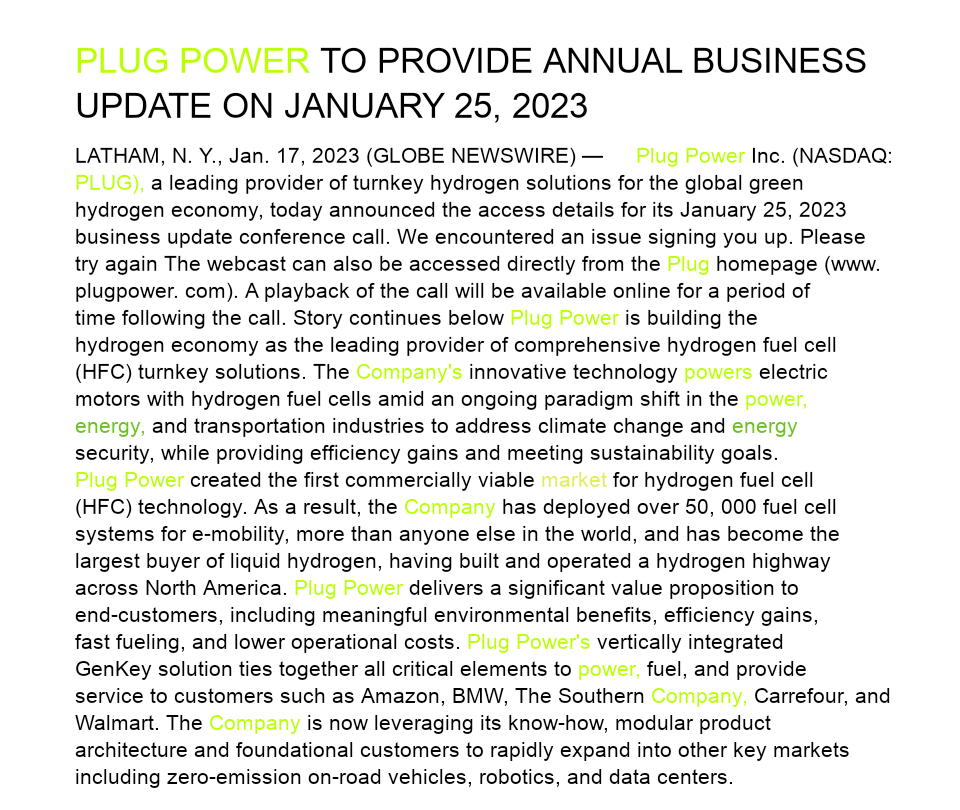 PLUG POWER TO PROVIDE ANNUAL BUSINESS
UPDATE ON JANUARY 25, 2023
LATHAM, N. Y., Jan. 17, 2023 (GLOBE NEWSWIRE) — Plug Power Inc. (NASDAQ:
PLUG), a leading provider of turnkey hydrogen solutions for the global green
hydrogen economy, today announced the access details for its January 25, 2023
business update conference call. We encountered an issue signing you up. Please
try again The webcast can also be accessed directly from the Plug homepage (www.
plugpower. com). A playback of the call will be available online for a period of
time following the call. Story continues below Plug Power is building the
hydrogen economy as the leading provider of comprehensive hydrogen fuel cell
(HFC) turnkey solutions. The Company's innovative technology powers electric
motors with hydrogen fuel cells amid an ongoing paradigm shift in the power,
energy, and transportation industries to address climate change and energy
security, while providing efficiency gains and meeting sustainability goals.
Plug Power created the first commercially viable market for hydrogen fuel cell
(HFC) technology. As a result, the Company has deployed over 50, 000 fuel cell
systems for e-mobility, more than anyone else in the world, and has become the
largest buyer of liquid hydrogen, having built and operated a hydrogen highway
across North America. Plug Power delivers a significant value proposition to
end-customers, including meaningful environmental benefits, efficiency gains,
fast fueling, and lower operational costs. Plug Power's vertically integrated
GenKey solution ties together all critical elements to power, fuel, and provide
service to customers such as Amazon, BMW, The Southern Company, Carrefour, and
Walmart. The Company is now leveraging its know-how, modular product
architecture and foundational customers to rapidly expand into other key markets
including zero-emission on-road vehicles, robotics, and data centers.